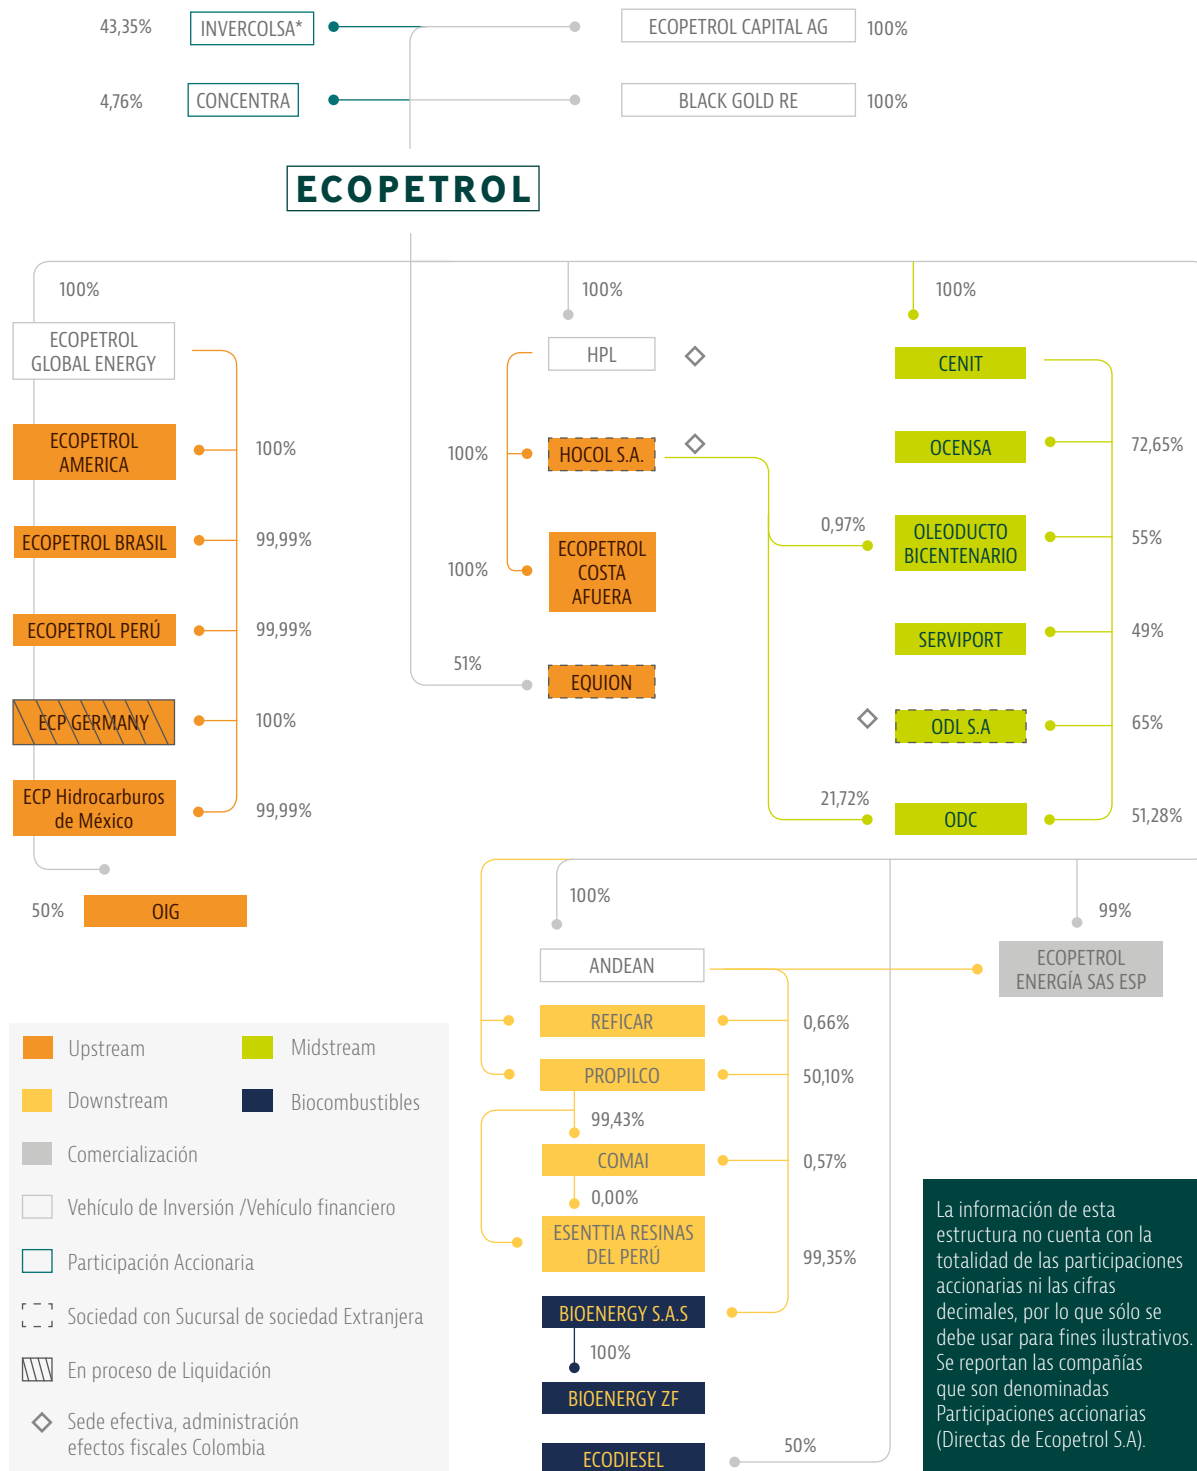 43,35%
INVERCOLSA*
ECOPETROL CAPITAL AG
100%
4,76%
CONCENTRA
BLACK GOLD RE
100%
ECOPETROL
100%
100%
100%
ECOPETROL
GLOBAL ENERGY
HPL
CENIT
ECOPETROL
AMERICA
100%
100%
HOCOL S.A.
OCENSA
72,65%
ECOPETROL BRASIL
99,99%
100%
ECOPETROL
COSTA
AFUERA
0,97%
OLEODUCTO
BICENTENARIO
55%
ECOPETROL PERÚ
99,99%
51%
EQUION
SERVIPORT
49%
ECP GERMANY
100%
ODL S.A
65%
ECP Hidrocarburos
de México
99,99%
21,72%
ODC
51,28%
50%
OIG
100%
99%
ANDEAN
ECOPETROL
ENERGÍA SAS ESP
REFICAR
0,66%
PROPILCO
50,10%
99,43%
COMAI
0,57%
0,00%
ESENTTIA RESINAS
DEL PERÚ
99,35%
BIOENERGY S.A.S
100%
BIOENERGY ZF
50%
ECODIESEL
Upstream
Midstream
Downstream
Biocombustibles
Comercialización
Vehículo de Inversión /Vehículo financiero
Participación Accionaria
Sociedad con Sucursal de sociedad Extranjera
En proceso de Liquidación
Sede efectiva, administración
efectos fiscales Colombia
La información de esta
estructura no cuenta con la
totalidad de las participaciones
accionarias ni las cifras
decimales, por lo que sólo se
debe usar para fines ilustrativos.
Se reportan las compañías
que son denominadas
Participaciones accionarias
(Directas de Ecopetrol S.A).